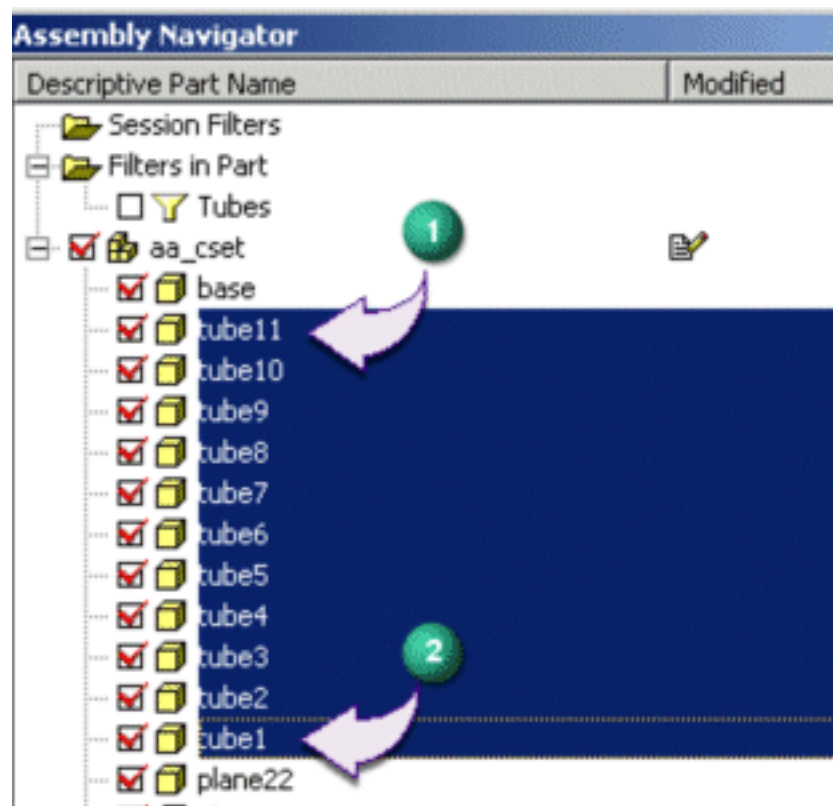 Assembly Navigator
Descriptive Part Name Modified
Session Filters
Filters in Part
Tubes
aa_cset
1
base
tube11
tube10
tube9
tube8
tube7
tube6
tube5
tube4
tube3
2
tube2
tube1
plane22